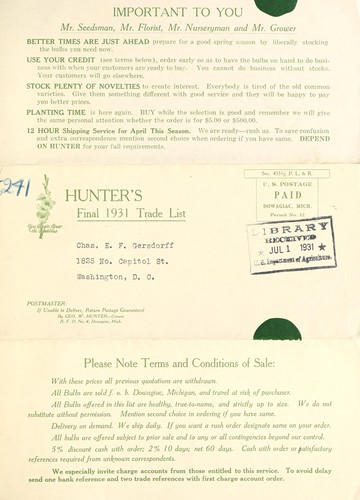 IMPORTANT TO YOU
Mr. Seedsman, Mr. Florist, Mr. Nurseryman and Mr. Grower
BETTER TIMES ARE JUST AHEAD prepare for a good spring season by liberally stocking
the bulbs you need now.
USE YOUR CREDIT (see terms below), order early so as to have the bulbs on hand to do busi-
ness with when your customers are ready to buy. You cannot do business without stocks.
Your customers will go elsewhere.
STOCK PLENTY OF NOVELTIES to create interest. Everybody is tired of the old common
varieties. Give them something different with good service and they will be happy to pay
you better prices.
PLANTING TIME is here again. BUY while the selection is good and remember we will give
the same personal attention whether the order is for $5.00 or $500.00.
12 HOUR Shipping Service for April This Season. We are ready—rush us. To save confusion
and extra correspondence mention second choice when ordering if you have same. DEPEND
ON HUNTER for your full requirements.
241
HUNTER'S
Final 1931 Trade List
Sec. 435½ P. L. & R.
U. S. POSTAGE
PAID
DOWAGIAC, MICH.
Permit No. 12
LIBRARY
RECEIVED
★ JUL 1 1931 ★
U. S. Department of Agriculture
Chas. E. F. Gersdorff
1825 No. Capitol St.
Washington, D. C.
POSTMASTER:
If Unable to Deliver, Return Postage Guaranteed
By GEO. W. HUNTER—Grower
R. F. D. No. 4, Dowagiac, Mich.
Please Note Terms and Conditions of Sale:
With these prices all previous quotations are withdrawn.
All Bulbs are sold f. o. b. Dowagiac, Michigan, and travel at risk of purchaser.
All Bulbs offered in this list are healthy, true-to-name, and strictly up to size. We do not
substitute without permission. Mention second choice in ordering if you have same.
Delivery on demand. We ship daily. If you want a rush order designate same on your order.
All bulbs are offered subject to prior sale and to any or all contingencies beyond our control.
5% discount cash with order; 2% 10 days; net 60 days. Cash with order or satisfactory
references required from unknown correspondents.
We especially invite charge accounts from those entitled to this service. To avoid delay
send one bank reference and two trade references with first charge account order.